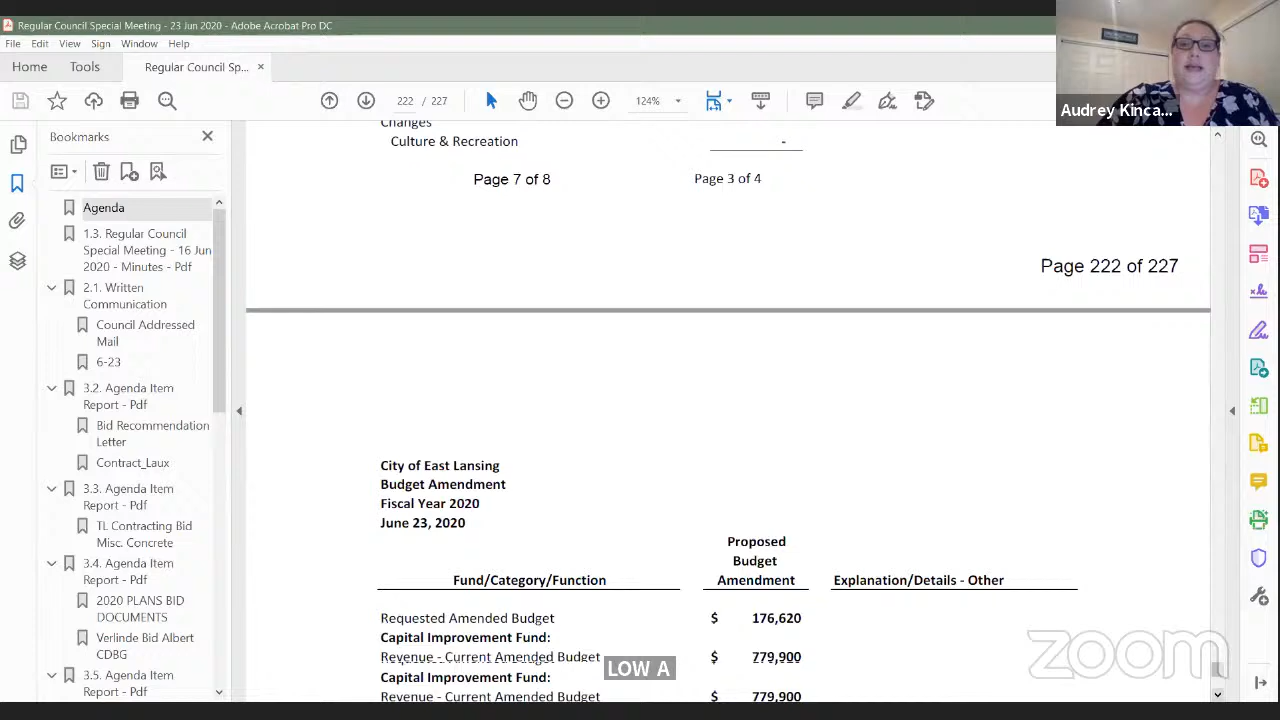 Regular Council Special Meeting - 23 Jun 2020 - Adobe Acrobat Pro DC
File Edit View Sign Window Help
Home Tools Regular Council Sp... ×
222 / 227 124%
Audrey Kinca...
Bookmarks
Agenda
1.3. Regular Council
Special Meeting - 16 Jun
2020 - Minutes - Pdf
2.1. Written
Communication
Council Addressed
Mail
6-23
3.2. Agenda Item
Report - Pdf
Bid Recommendation
Letter
Contract_Laux
3.3. Agenda Item
Report - Pdf
TL Contracting Bid
Misc. Concrete
3.4. Agenda Item
Report - Pdf
2020 PLANS BID
DOCUMENTS
Verlinde Bid Albert
CDBG
3.5. Agenda Item
Report - Pdf
Changes
Culture & Recreation -
Page 7 of 8 Page 3 of 4
Page 222 of 227
City of East Lansing
Budget Amendment
Fiscal Year 2020
June 23, 2020
Proposed
Budget
Fund/Category/Function Amendment Explanation/Details - Other
Requested Amended Budget $ 176,620
Capital Improvement Fund:
Revenue - Current Amended Budget $ 779,900
Capital Improvement Fund:
Revenue - Current Amended Budget $ 779,900
LOW A
zoom